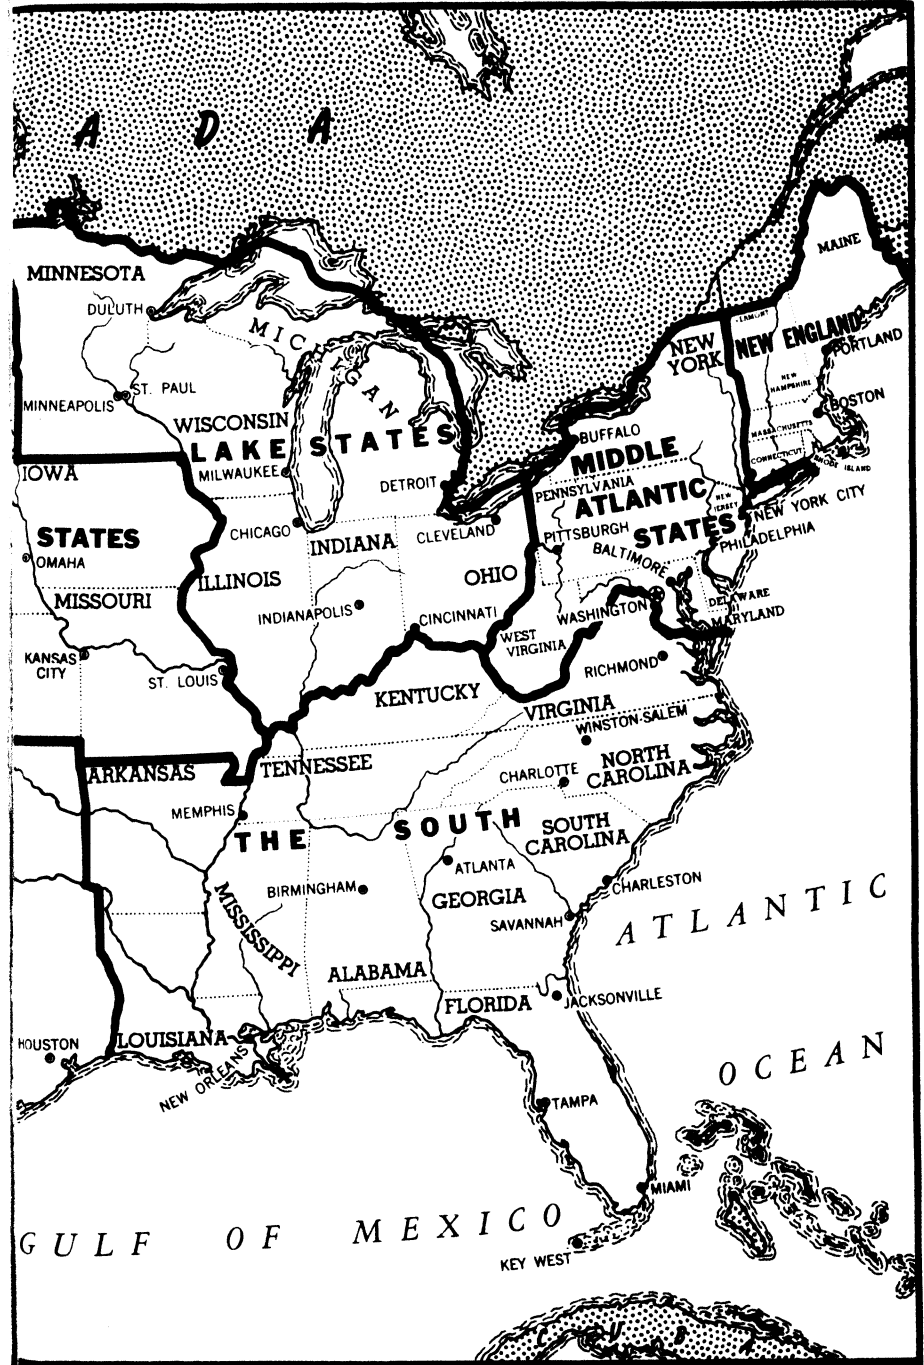 A D A
MAINE
MINNESOTA
DULUTH
MICHIGAN
NEW
YORK
NEW ENGLAND
PORTLAND
NEW
HAMPSHIRE
ST. PAUL
MINNEAPOLIS
BOSTON
WISCONSIN
MASSACHUSETTS
LAKE STATES
BUFFALO
MIDDLE
CONNECTICUT
RHODE ISLAND
IOWA
MILWAUKEE
DETROIT
PENNSYLVANIA
ATLANTIC
NEW
JERSEY
NEW YORK CITY
STATES
CHICAGO
INDIANA
CLEVELAND
PITTSBURGH
STATES
PHILADELPHIA
OMAHA
BALTIMORE
ILLINOIS
OHIO
MISSOURI
INDIANAPOLIS
CINCINNATI
WASHINGTON
DELAWARE
MARYLAND
WEST
VIRGINIA
KANSAS
CITY
ST. LOUIS
RICHMOND
KENTUCKY
VIRGINIA
WINSTON-SALEM
ARKANSAS
TENNESSEE
CHARLOTTE
NORTH
CAROLINA
MEMPHIS
THE SOUTH
SOUTH
CAROLINA
ATLANTA
BIRMINGHAM
MISSISSIPPI
GEORGIA
CHARLESTON
SAVANNAH
ATLANTIC
ALABAMA
FLORIDA
JACKSONVILLE
HOUSTON
LOUISIANA
NEW ORLEANS
OCEAN
TAMPA
MIAMI
GULF OF MEXICO
KEY WEST
C U B A